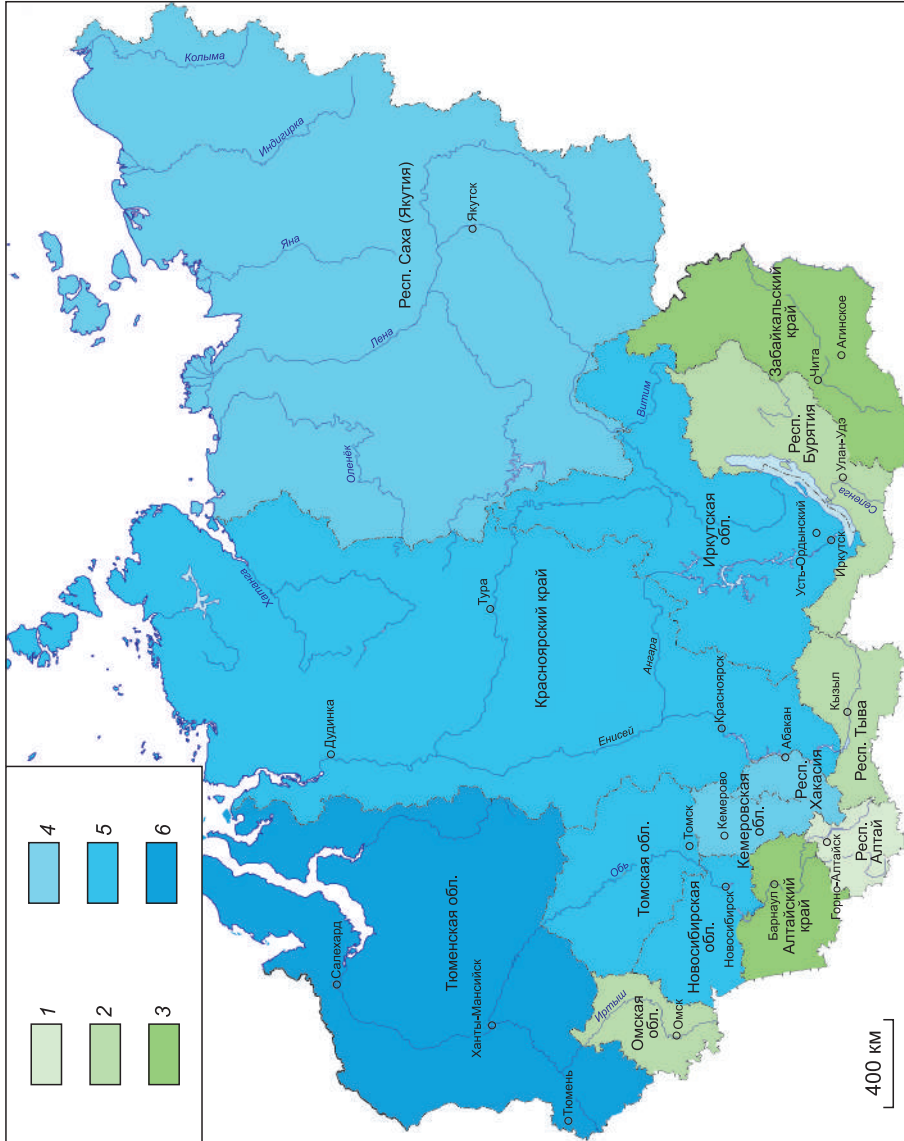 4
5
6
1
2
3
400 км
Колыма
Индигирка
Яна
Лена
Оленёк
Респ. Саха (Якутия)
Якутск
Витим
Хатанга
Тура
Дудинка
Красноярский край
Енисей
Ангара
Красноярск
Абакан
Респ.
Хакасия
Иркутская
обл.
Усть-Ордынский
Иркутск
Забайкальский
край
Чита
Агинское
Респ.
Бурятия
Улан-Удэ
Селенга
Кызыл
Респ. Тыва
Салехард
Тюменская обл.
Ханты-Мансийск
Тюмень
Обь
Томская обл.
Томск
Кемерово
Кемеровская
обл.
Новосибирская
обл.
Новосибирск
Иртыш
Омская
обл.
Омск
Барнаул
Алтайский
край
Горно-Алтайск
Респ.
Алтай